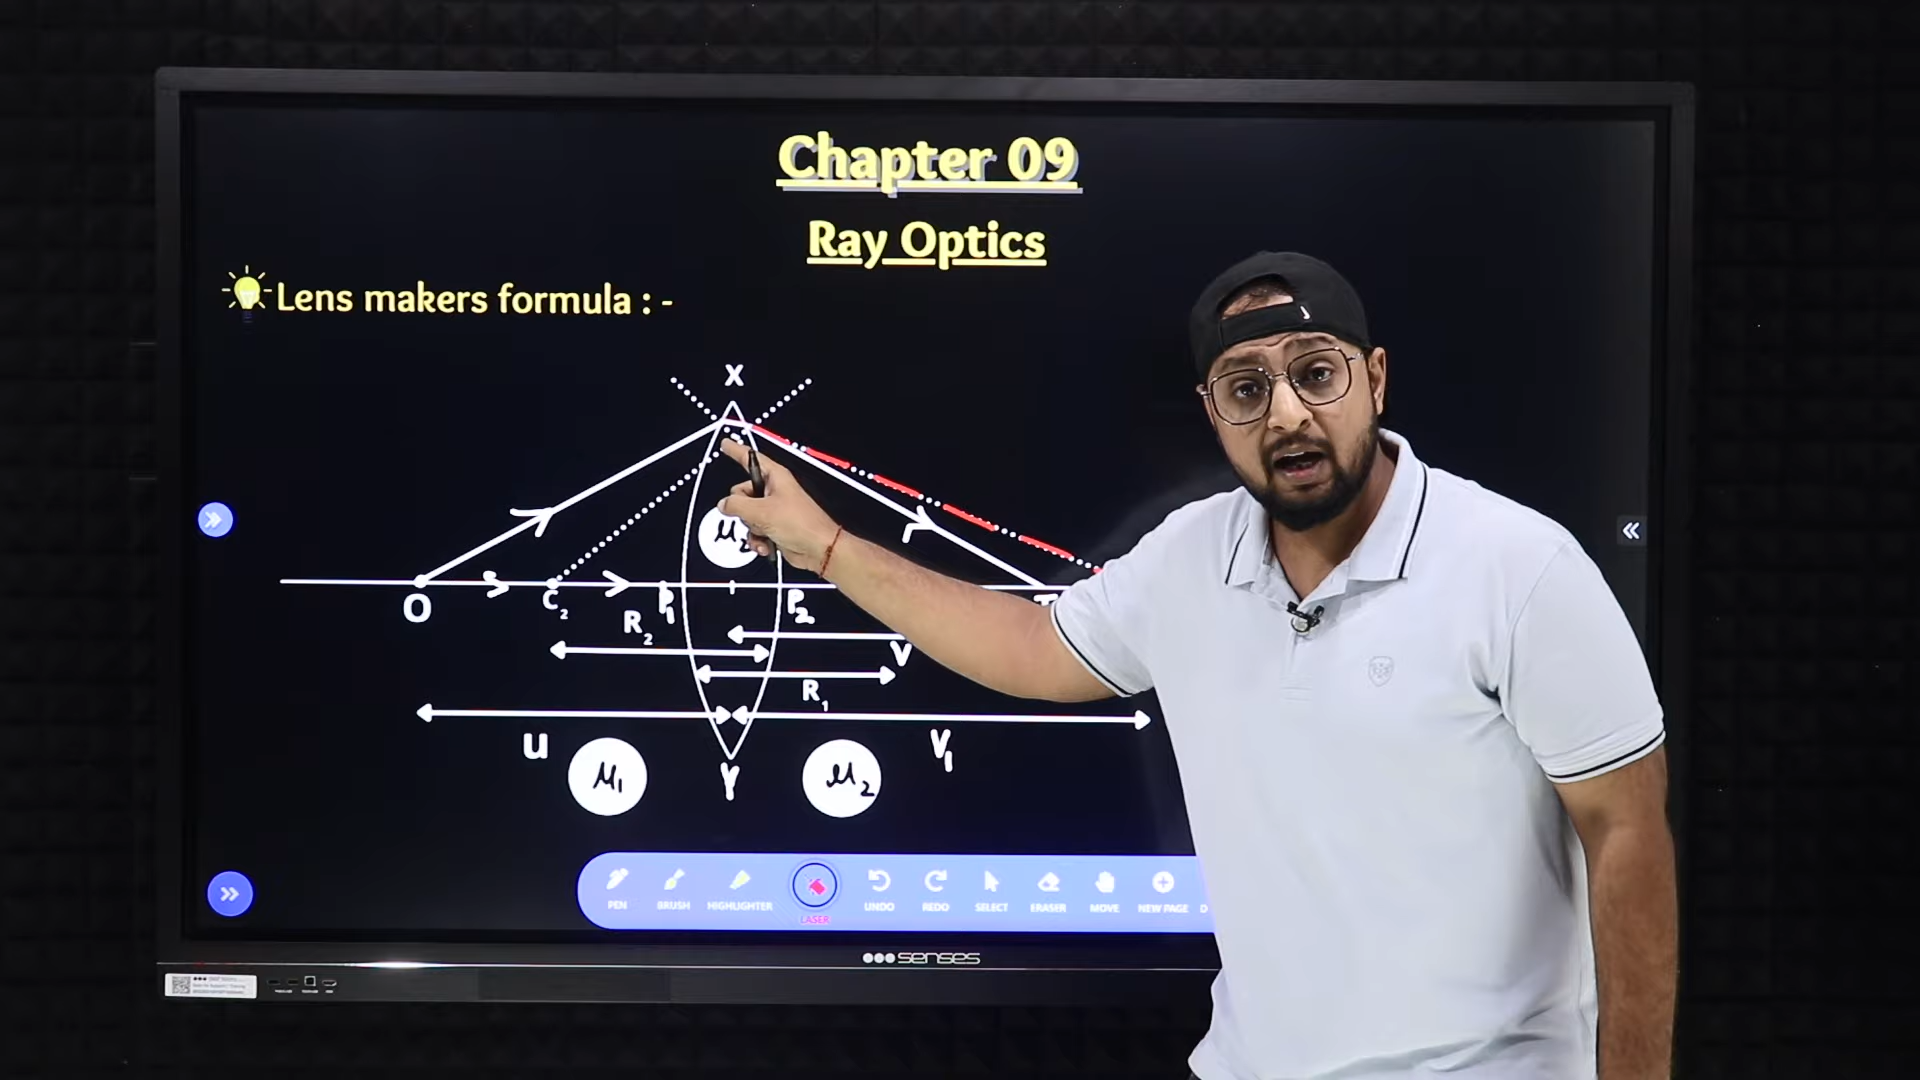 Chapter 09
Ray Optics
Lens makers formula : -
X
μ2
O
C2
P1
P2
R2
V
R1
u
V1
μ1
Y
μ2
PEN
BRUSH
HIGHLIGHTER
LASER
UNDO
REDO
SELECT
ERASER
MOVE
NEW PAGE
D
senses